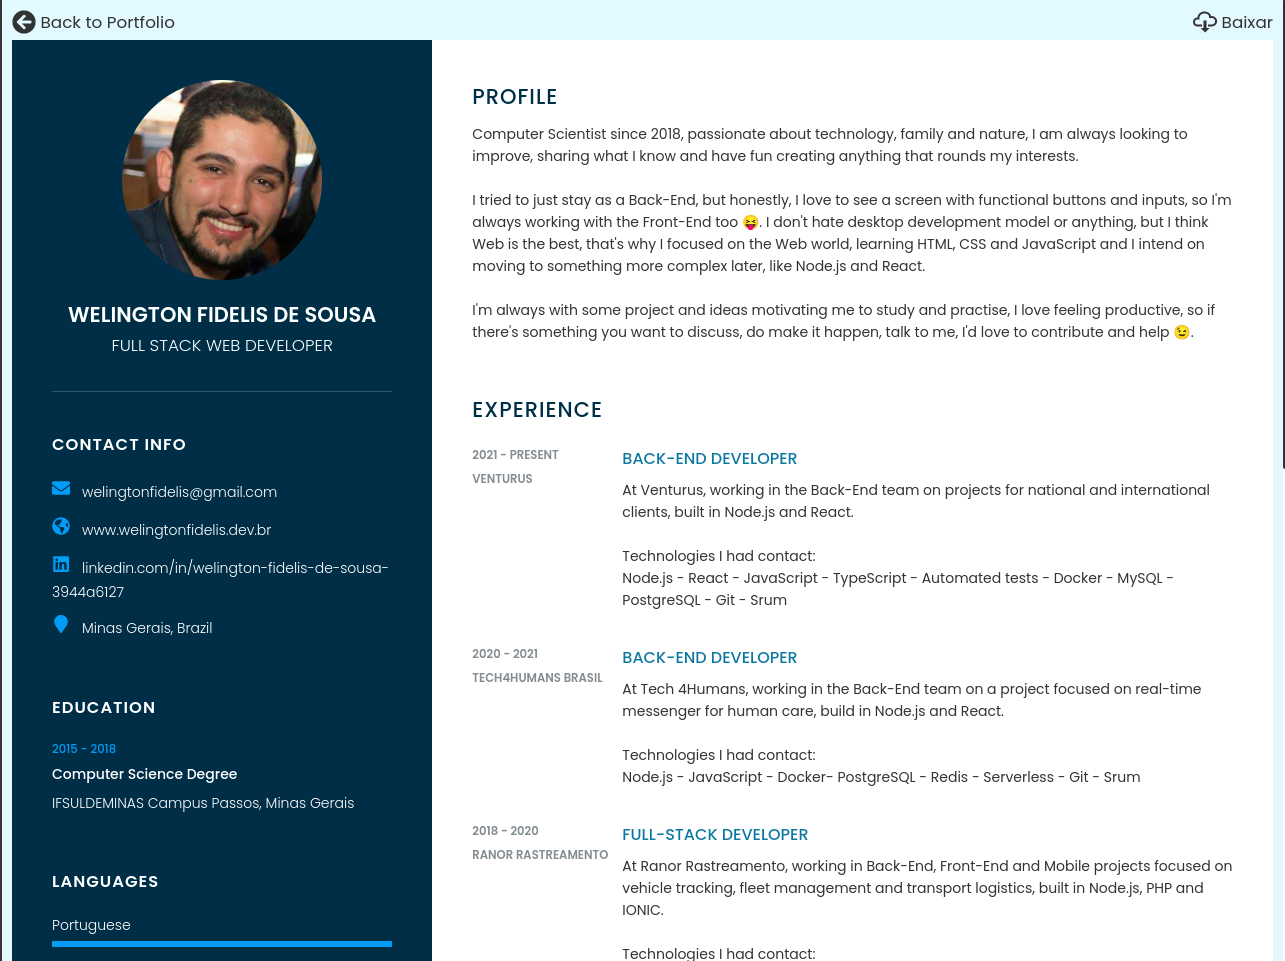 Back to Portfolio
Baixar
WELINGTON FIDELIS DE SOUSA
FULL STACK WEB DEVELOPER
CONTACT INFO
welingtonfidelis@gmail.com
www.welingtonfidelis.dev.br
linkedin.com/in/welington-fidelis-de-sousa-
3944a6127
Minas Gerais, Brazil
EDUCATION
2015 - 2018
Computer Science Degree
IFSULDEMINAS Campus Passos, Minas Gerais
LANGUAGES
Portuguese
PROFILE
Computer Scientist since 2018, passionate about technology, family and nature, I am always looking to
improve, sharing what I know and have fun creating anything that rounds my interests.
I tried to just stay as a Back-End, but honestly, I love to see a screen with functional buttons and inputs, so I'm
always working with the Front-End too 😝. I don't hate desktop development model or anything, but I think
Web is the best, that's why I focused on the Web world, learning HTML, CSS and JavaScript and I intend on
moving to something more complex later, like Node.js and React.
I'm always with some project and ideas motivating me to study and practise, I love feeling productive, so if
there's something you want to discuss, do make it happen, talk to me, I'd love to contribute and help 😉.
EXPERIENCE
2021 - PRESENT
VENTURUS
BACK-END DEVELOPER
At Venturus, working in the Back-End team on projects for national and international
clients, built in Node.js and React.
Technologies I had contact:
Node.js - React - JavaScript - TypeScript - Automated tests - Docker - MySQL -
PostgreSQL - Git - Srum
2020 - 2021
TECH4HUMANS BRASIL
BACK-END DEVELOPER
At Tech 4Humans, working in the Back-End team on a project focused on real-time
messenger for human care, build in Node.js and React.
Technologies I had contact:
Node.js - JavaScript - Docker- PostgreSQL - Redis - Serverless - Git - Srum
2018 - 2020
RANOR RASTREAMENTO
FULL-STACK DEVELOPER
At Ranor Rastreamento, working in Back-End, Front-End and Mobile projects focused on
vehicle tracking, fleet management and transport logistics, built in Node.js, PHP and
IONIC.
Technologies I had contact: